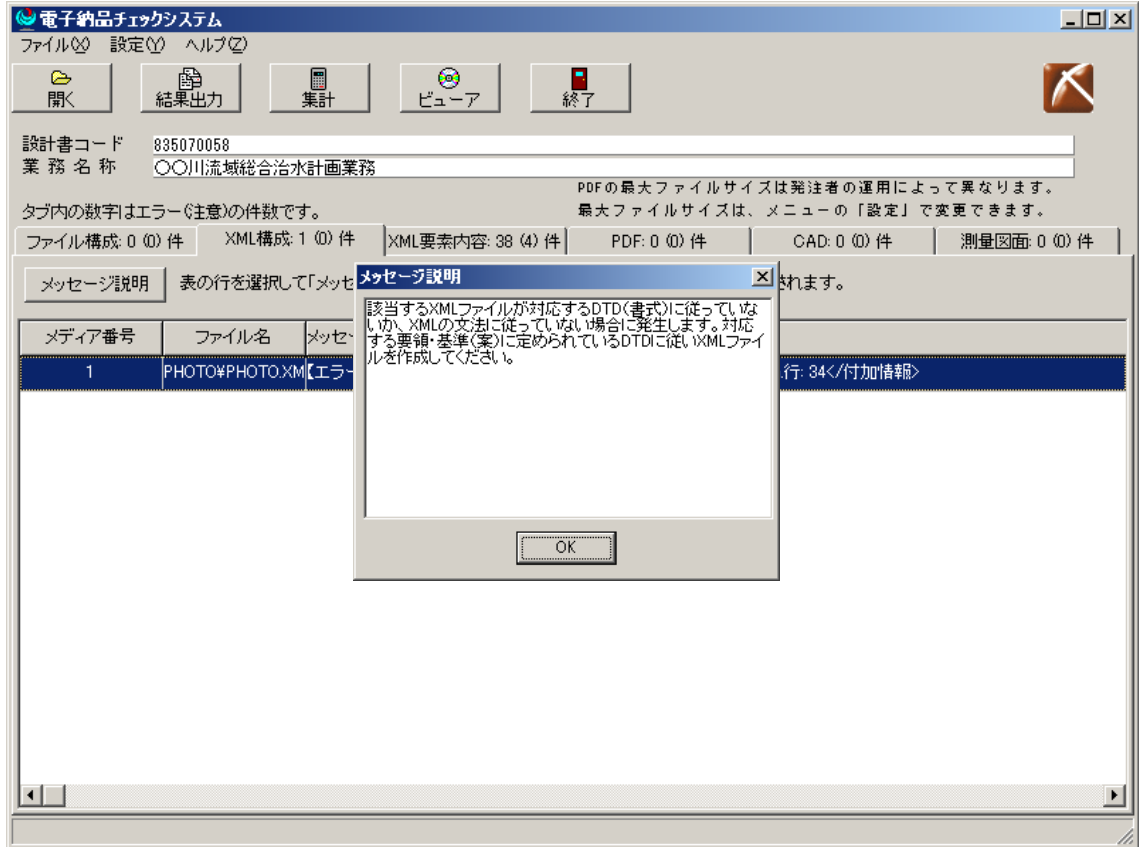 電子納品チェックシステム
ファイル(X) 設定(Y) ヘルプ(Z)
開く 結果出力 集計 ビューア 終了
設計書コード 835070058
業務名称 〇〇川流域総合治水計画業務
PDFの最大ファイルサイズは発注者の運用によって異なります。
タブ内の数字はエラー(注意)の件数です。 最大ファイルサイズは、メニューの「設定」で変更できます。
ファイル構成: 0 (0) 件 XML構成: 1 (0) 件 XML要素内容: 38 (4) 件 PDF: 0 (0) 件 CAD: 0 (0) 件 測量図面: 0 (0) 件
メッセージ説明 表の行を選択して「メッセ されます。
メディア番号 ファイル名 メッセー
1 PHOTO¥PHOTO.XM 【エラー 行: 34</付加情報>
メッセージ説明
該当するXMLファイルが対応するDTD(書式)に従っていな
いか、XMLの文法に従っていない場合に発生します。対応
する要領・基準(案)に定められているDTDに従いXMLファイ
ルを作成してください。
OK